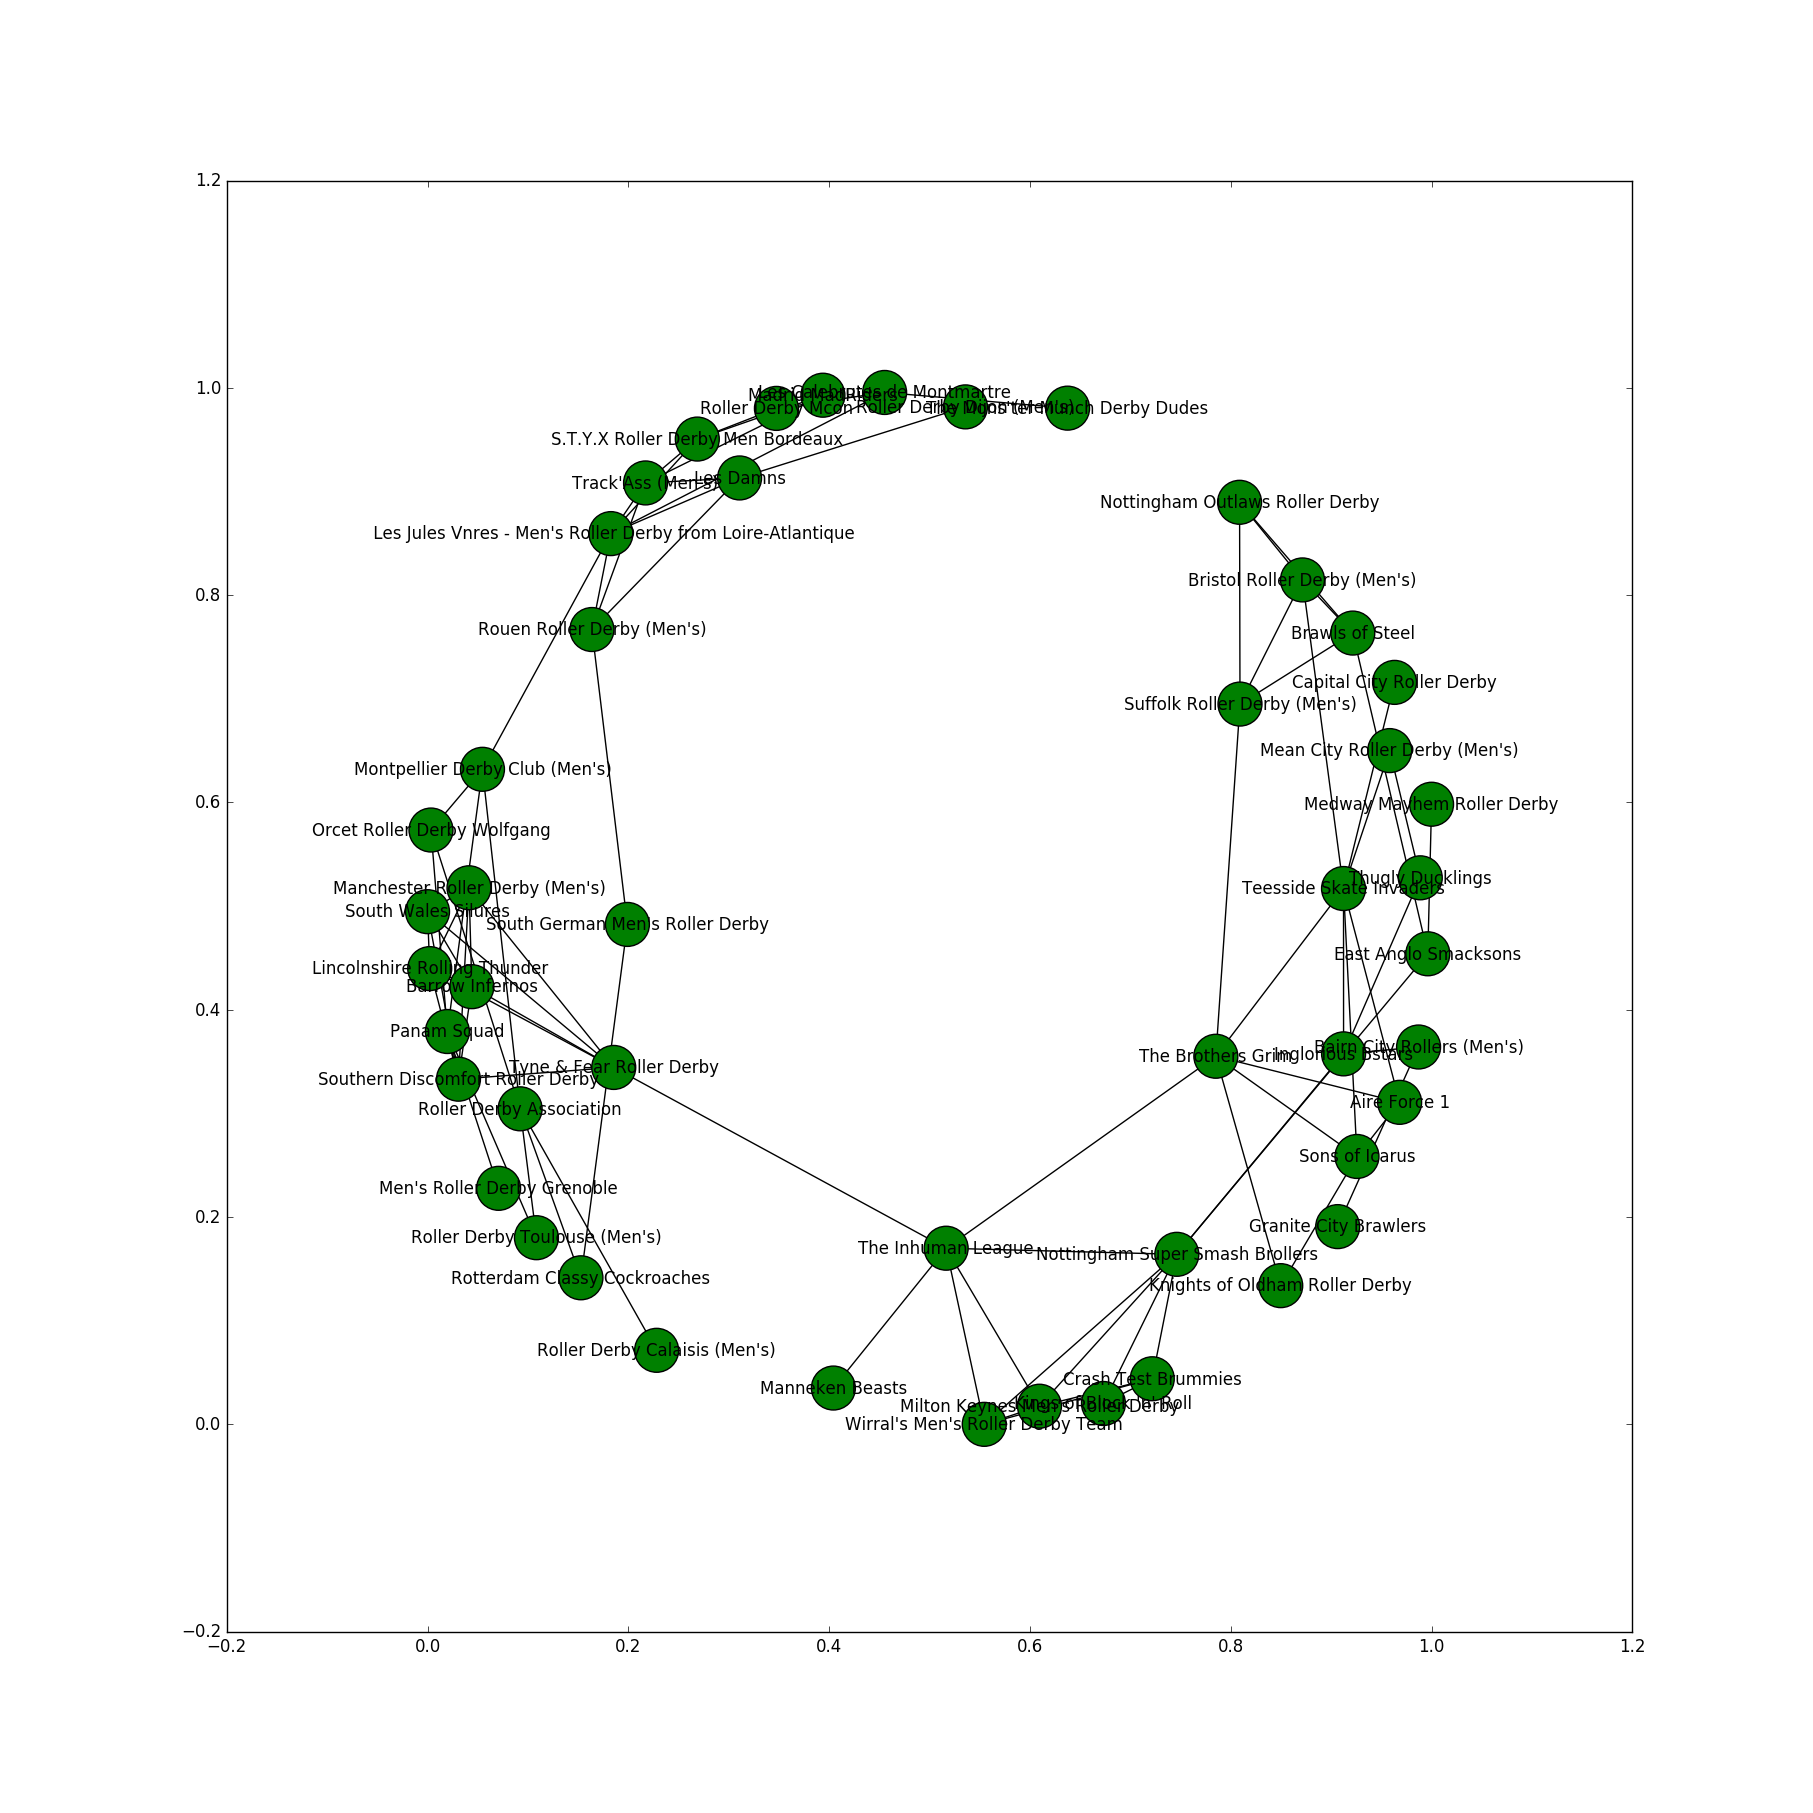 1.2
1.0
0.8
0.6
0.4
0.2
0.0
−0.2
−0.2
0.0
0.2
0.4
0.6
0.8
1.0
1.2
Les Calebutes de Montmartre
Madrid MadRiders
Roller Derby Mcon
Roller Derby Dijon (Men's)
The Mons'ter Munch Derby Dudes
S.T.Y.X Roller Derby Men Bordeaux
Les Damns
Track'Ass (Men's)
Les Jules Vnres - Men's Roller Derby from Loire-Atlantique
Rouen Roller Derby (Men's)
Nottingham Outlaws Roller Derby
Bristol Roller Derby (Men's)
Brawls of Steel
Capital City Roller Derby
Suffolk Roller Derby (Men's)
Mean City Roller Derby (Men's)
Medway Mayhem Roller Derby
Thugly Ducklings
Teesside Skate Invaders
East Anglo Smacksons
Montpellier Derby Club (Men's)
Orcet Roller Derby Wolfgang
Manchester Roller Derby (Men's)
South Wales Silures
South German Men's Roller Derby
Lincolnshire Rolling Thunder
Barrow Infernos
Panam Squad
Tyne & Fear Roller Derby
Southern Discomfort Roller Derby
Roller Derby Association
Men's Roller Derby Grenoble
Roller Derby Toulouse (Men's)
Rotterdam Classy Cockroaches
Roller Derby Calaisis (Men's)
The Brothers Grim
Inglorious Bstars
Bairn City Rollers (Men's)
Aire Force 1
Sons of Icarus
Granite City Brawlers
The Inhuman League
Nottingham Super Smash Brollers
Knights of Oldham Roller Derby
Manneken Beasts
Crash Test Brummies
Kings of Block n' Roll
Milton Keynes Men's Roller Derby
Wirral's Men's Roller Derby Team